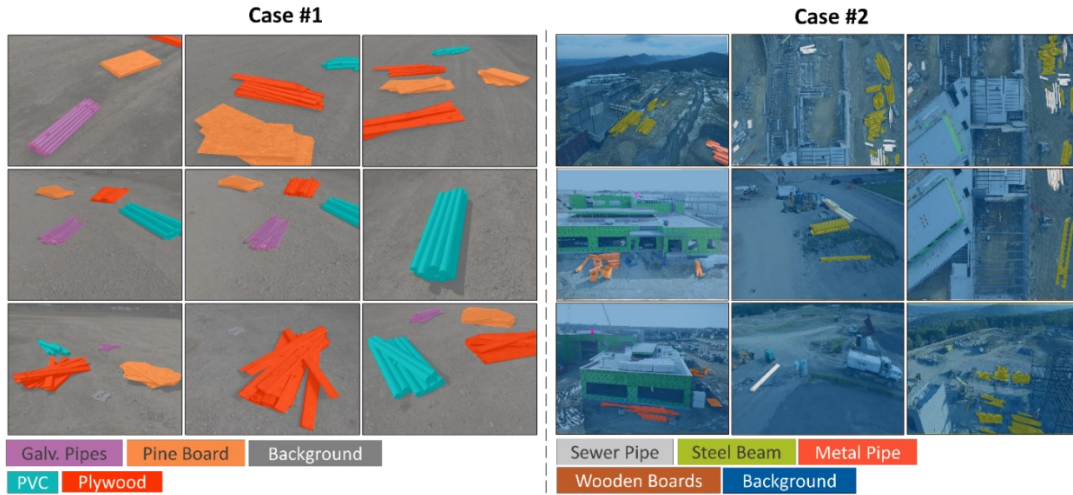 Case #1
Case #2
Galv. Pipes
Pine Board
Background
PVC
Plywood
Sewer Pipe
Steel Beam
Metal Pipe
Wooden Boards
Background